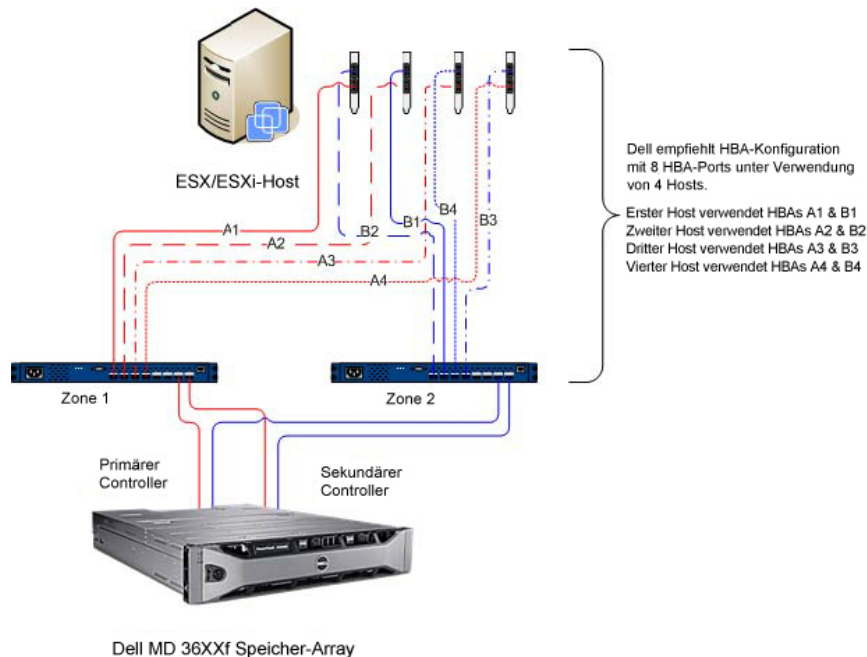 ESX/ESXi-Host
Dell empfiehlt HBA-Konfiguration
mit 8 HBA-Ports unter Verwendung
von 4 Hosts.
Erster Host verwendet HBAs A1 & B1
Zweiter Host verwendet HBAs A2 & B2
Dritter Host verwendet HBAs A3 & B3
Vierter Host verwendet HBAs A4 & B4
A1
A2
A3
A4
B2
B1
B4
B3
Zone 1
Zone 2
Primärer
Controller
Sekundärer
Controller
Dell MD 36XXf Speicher-Array